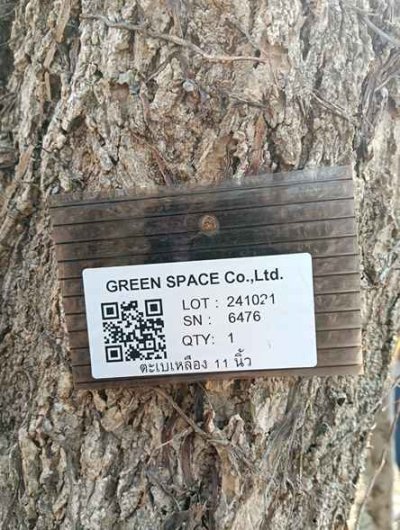 GREEN SPACE Co.,Ltd.
LOT : 241021
SN : 6476
QTY: 1
ตะเบเหลือง 11 นิ้ว